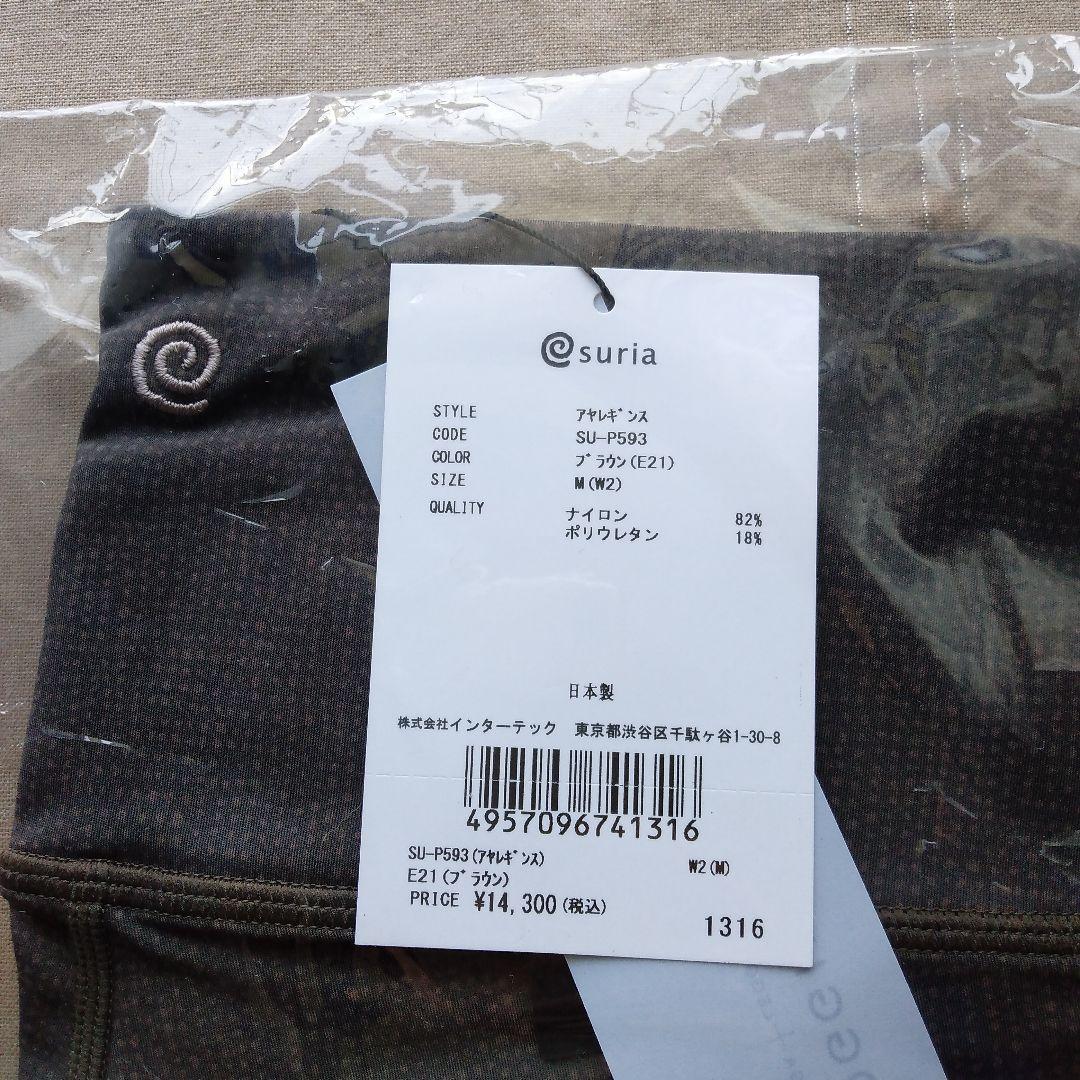 suria
STYLE アヤレギンス
CODE SU-P593
COLOR ブラウン(E21)
SIZE M(W2)
QUALITY ナイロン 82%
ポリウレタン 18%
日本製
株式会社インターテック 東京都渋谷区千駄ヶ谷1-30-8
4957096741316
SU-P593(アヤレギンス) W2(M)
E21(ブラウン)
PRICE ¥14,300(税込)
1316